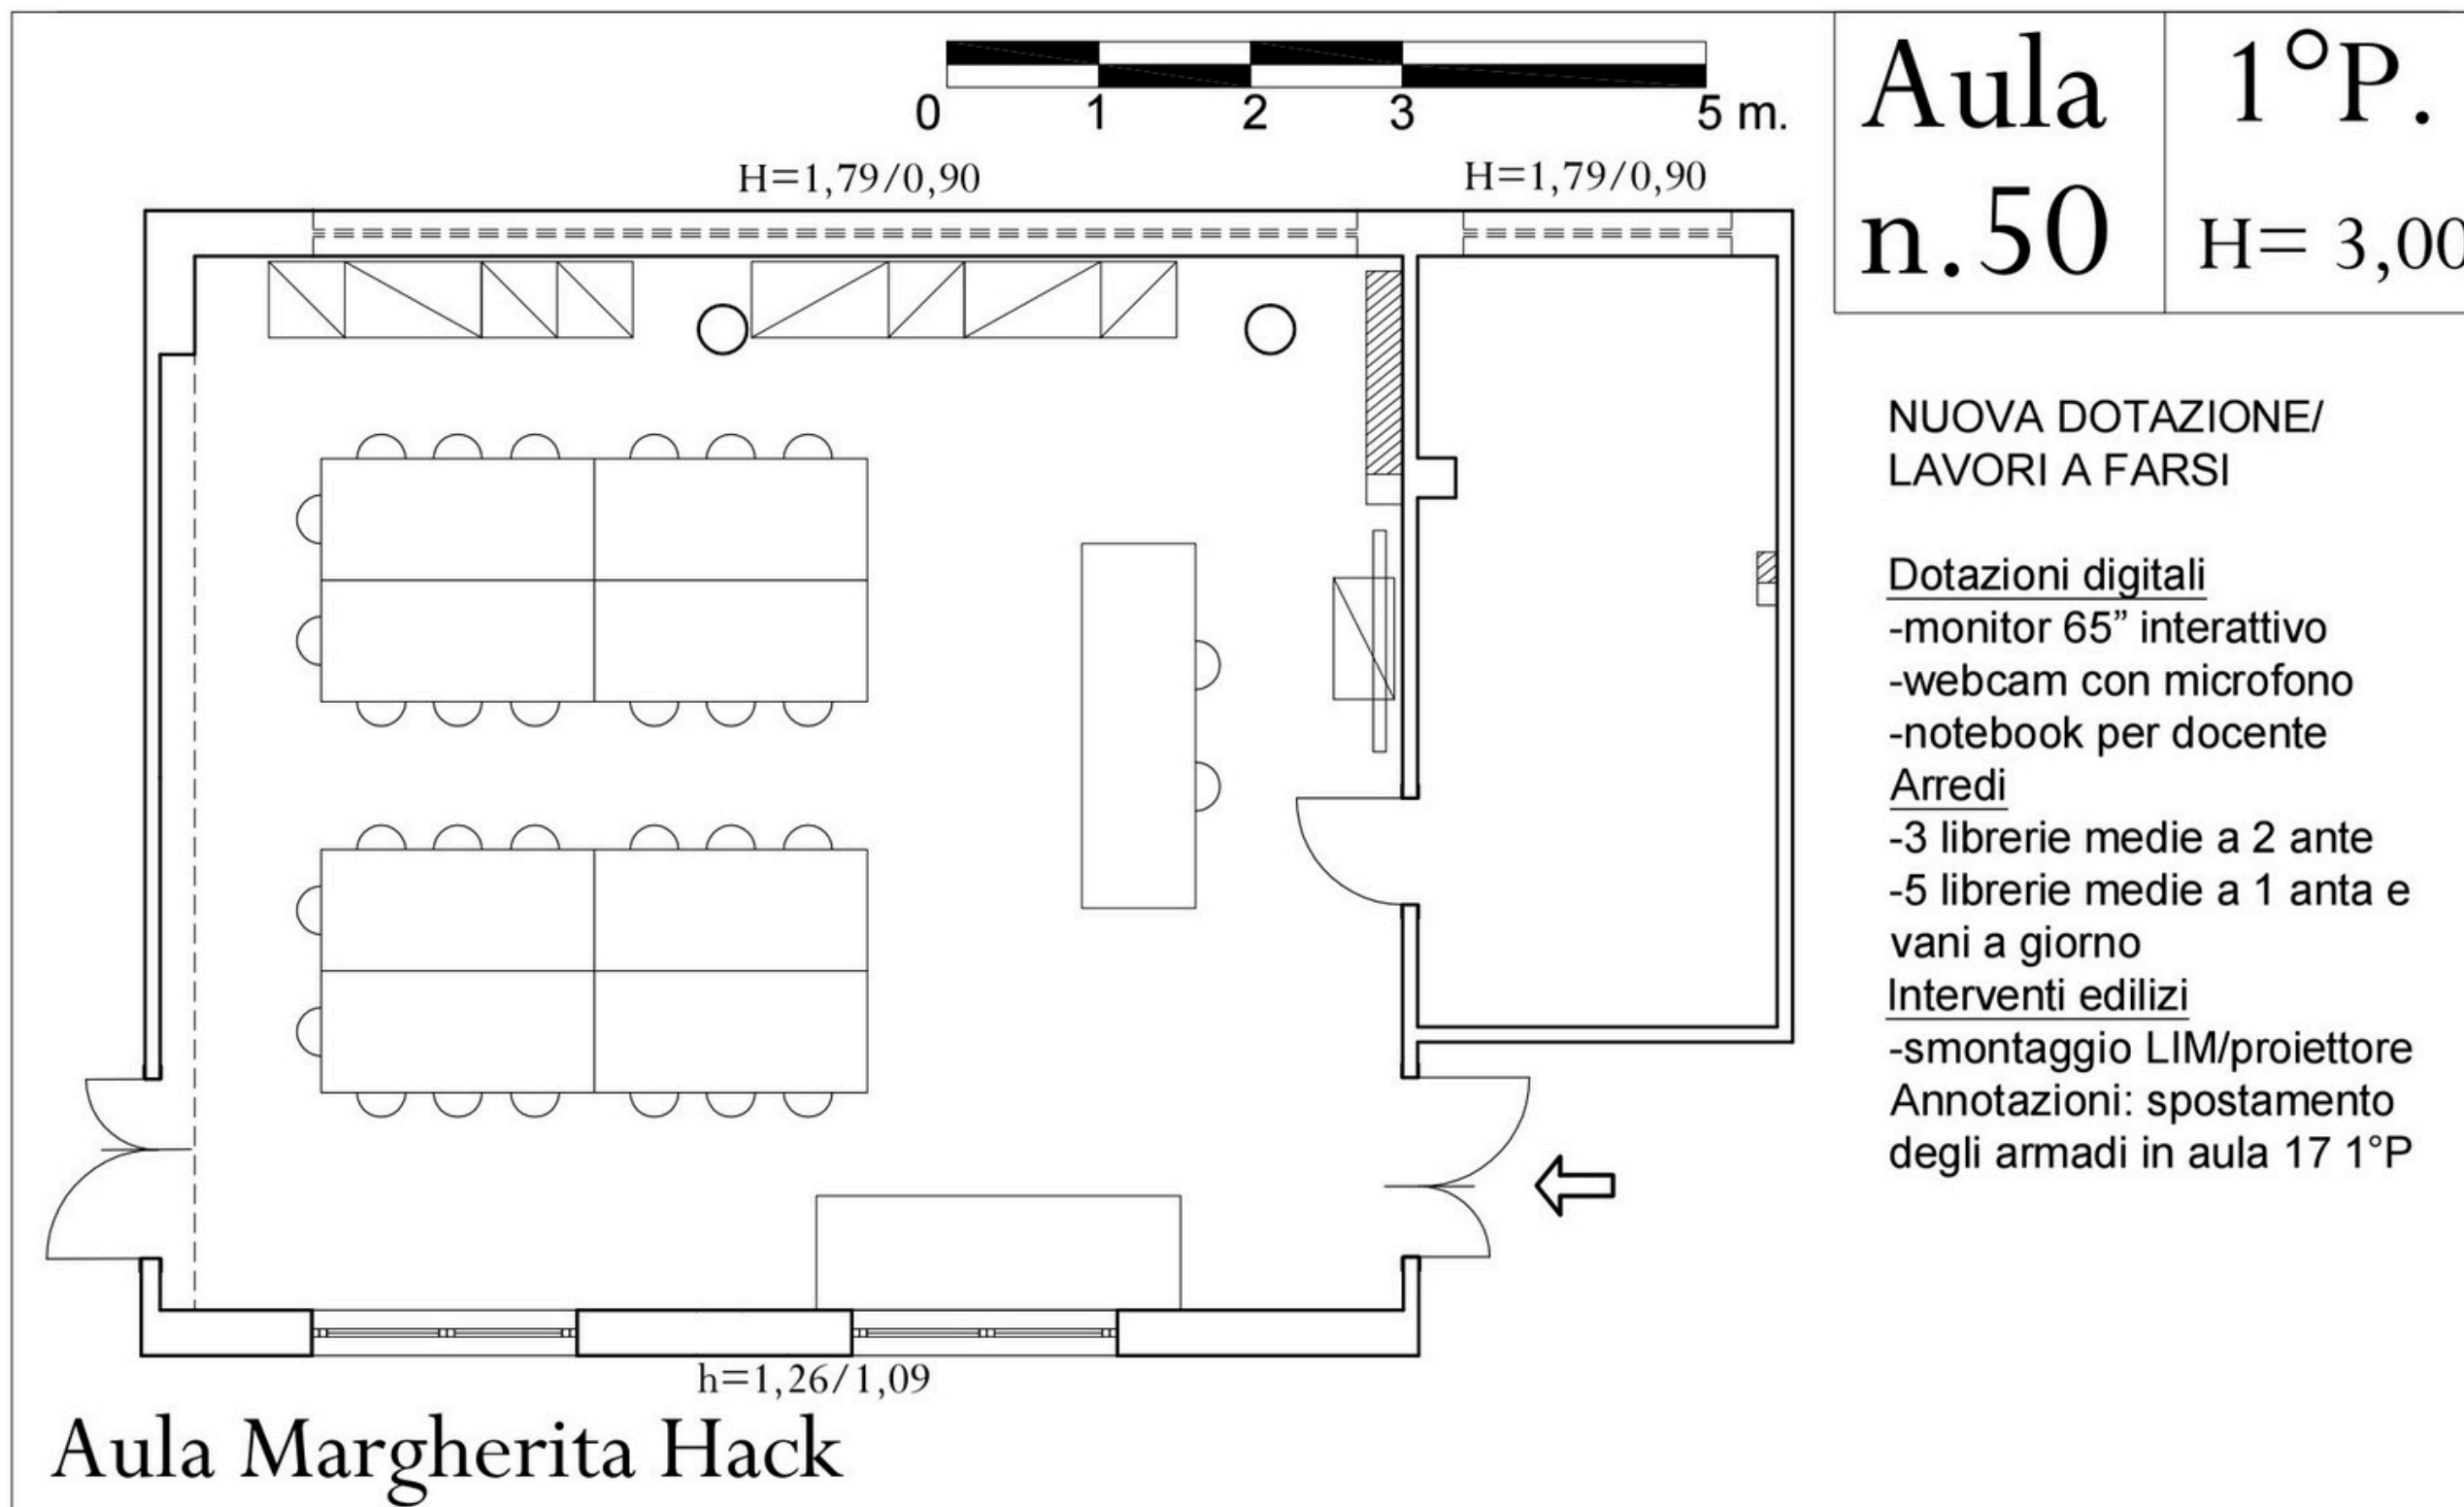 0 1 2 3 5 m.
H=1,79/0,90
H=1,79/0,90
Aula
n.50
1°P.
H= 3,00
NUOVA DOTAZIONE/
LAVORI A FARSI
Dotazioni digitali
-monitor 65” interattivo
-webcam con microfono
-notebook per docente
Arredi
-3 librerie medie a 2 ante
-5 librerie medie a 1 anta e
vani a giorno
Interventi edilizi
-smontaggio LIM/proiettore
Annotazioni: spostamento
degli armadi in aula 17 1°P
h=1,26/1,09
Aula Margherita Hack